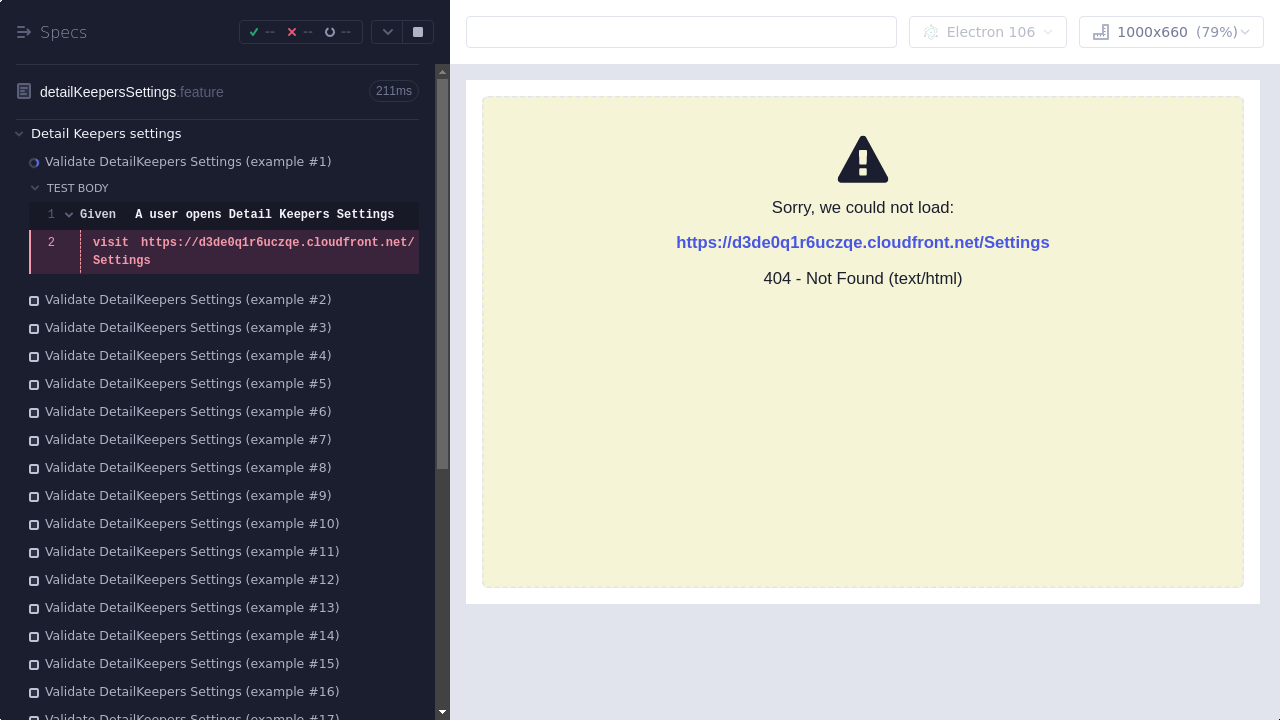 Specs
-- -- --
detailKeepersSettings.feature 211ms
Detail Keepers settings
Validate DetailKeepers Settings (example #1)
TEST BODY
1 Given A user opens Detail Keepers Settings
2 visit https://d3de0q1r6uczqe.cloudfront.net/
Settings
Validate DetailKeepers Settings (example #2)
Validate DetailKeepers Settings (example #3)
Validate DetailKeepers Settings (example #4)
Validate DetailKeepers Settings (example #5)
Validate DetailKeepers Settings (example #6)
Validate DetailKeepers Settings (example #7)
Validate DetailKeepers Settings (example #8)
Validate DetailKeepers Settings (example #9)
Validate DetailKeepers Settings (example #10)
Validate DetailKeepers Settings (example #11)
Validate DetailKeepers Settings (example #12)
Validate DetailKeepers Settings (example #13)
Validate DetailKeepers Settings (example #14)
Validate DetailKeepers Settings (example #15)
Validate DetailKeepers Settings (example #16)
Validate DetailKeepers Settings (example #17)
Electron 106
1000x660 (79%)
Sorry, we could not load:
https://d3de0q1r6uczqe.cloudfront.net/Settings
404 - Not Found (text/html)